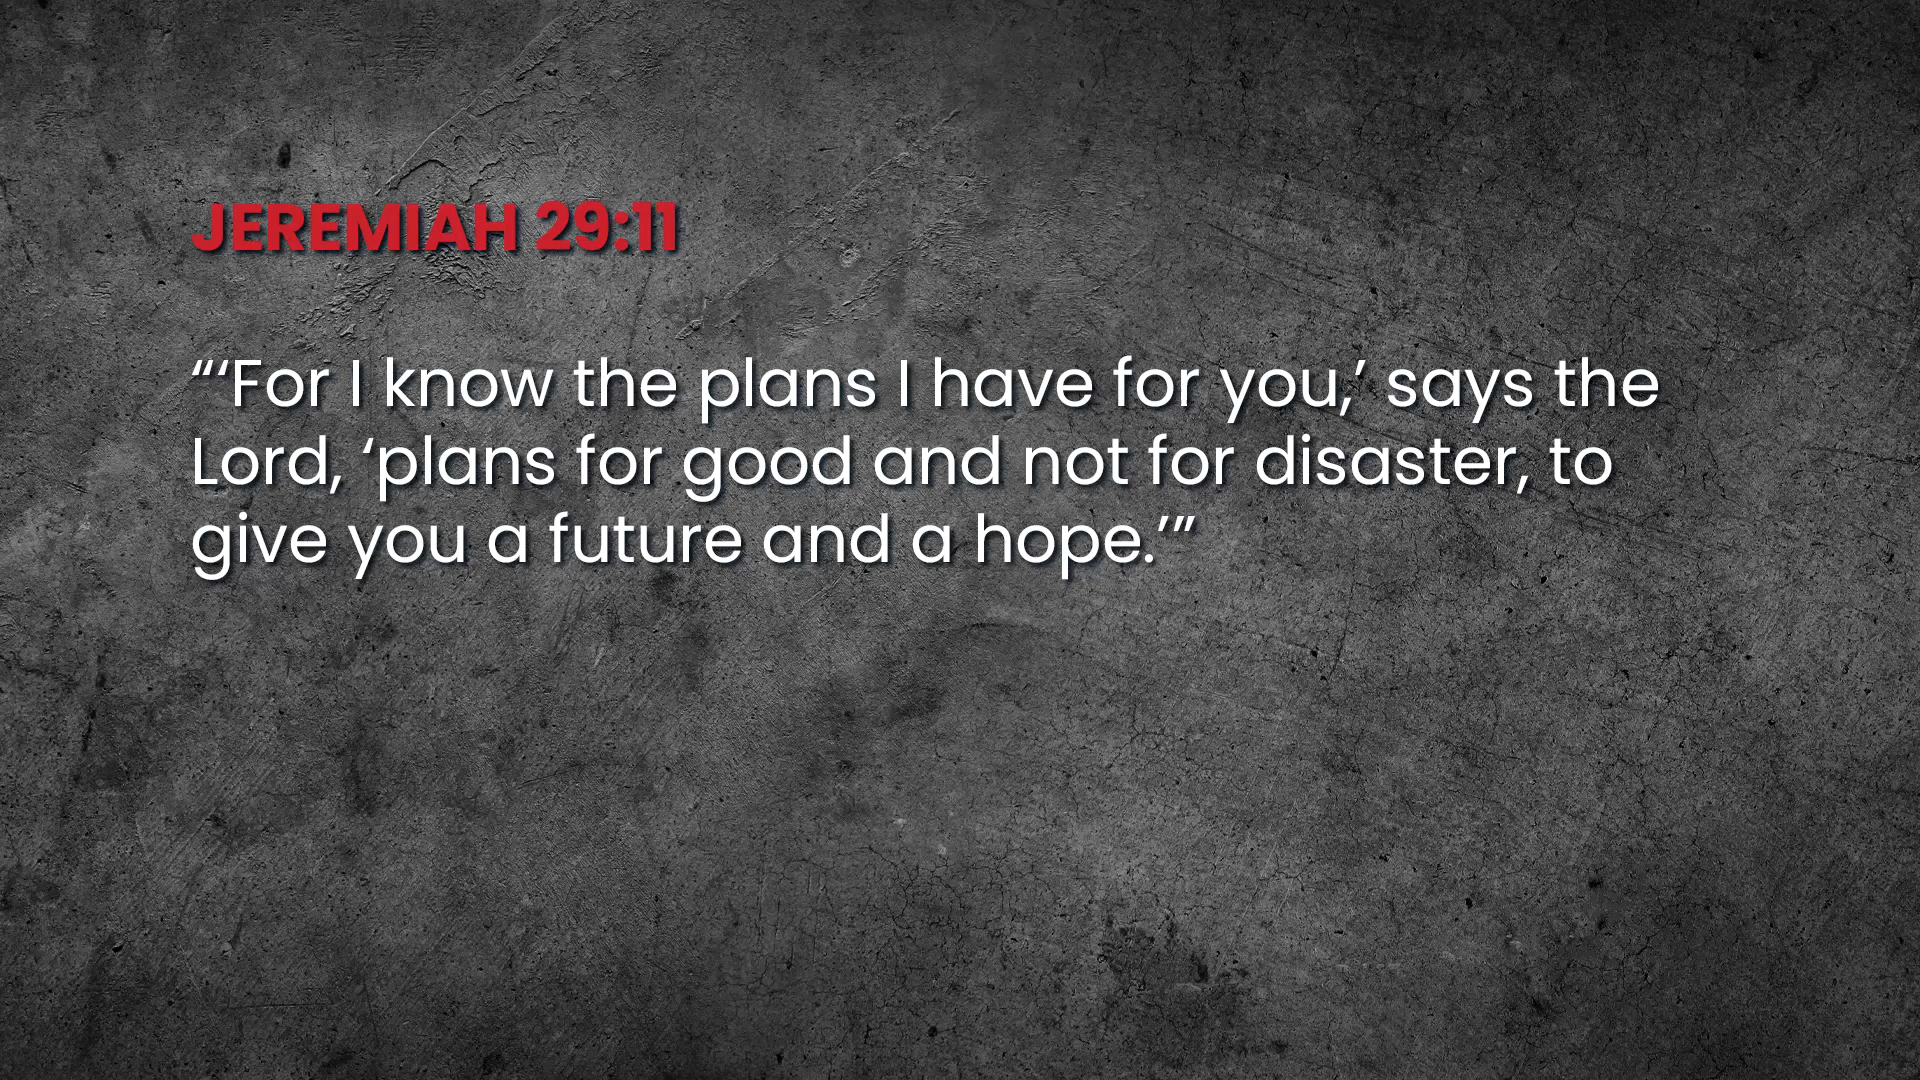 JEREMIAH 29:11
“‘For I know the plans I have for you,’ says the
Lord, ‘plans for good and not for disaster, to
give you a future and a hope.’”